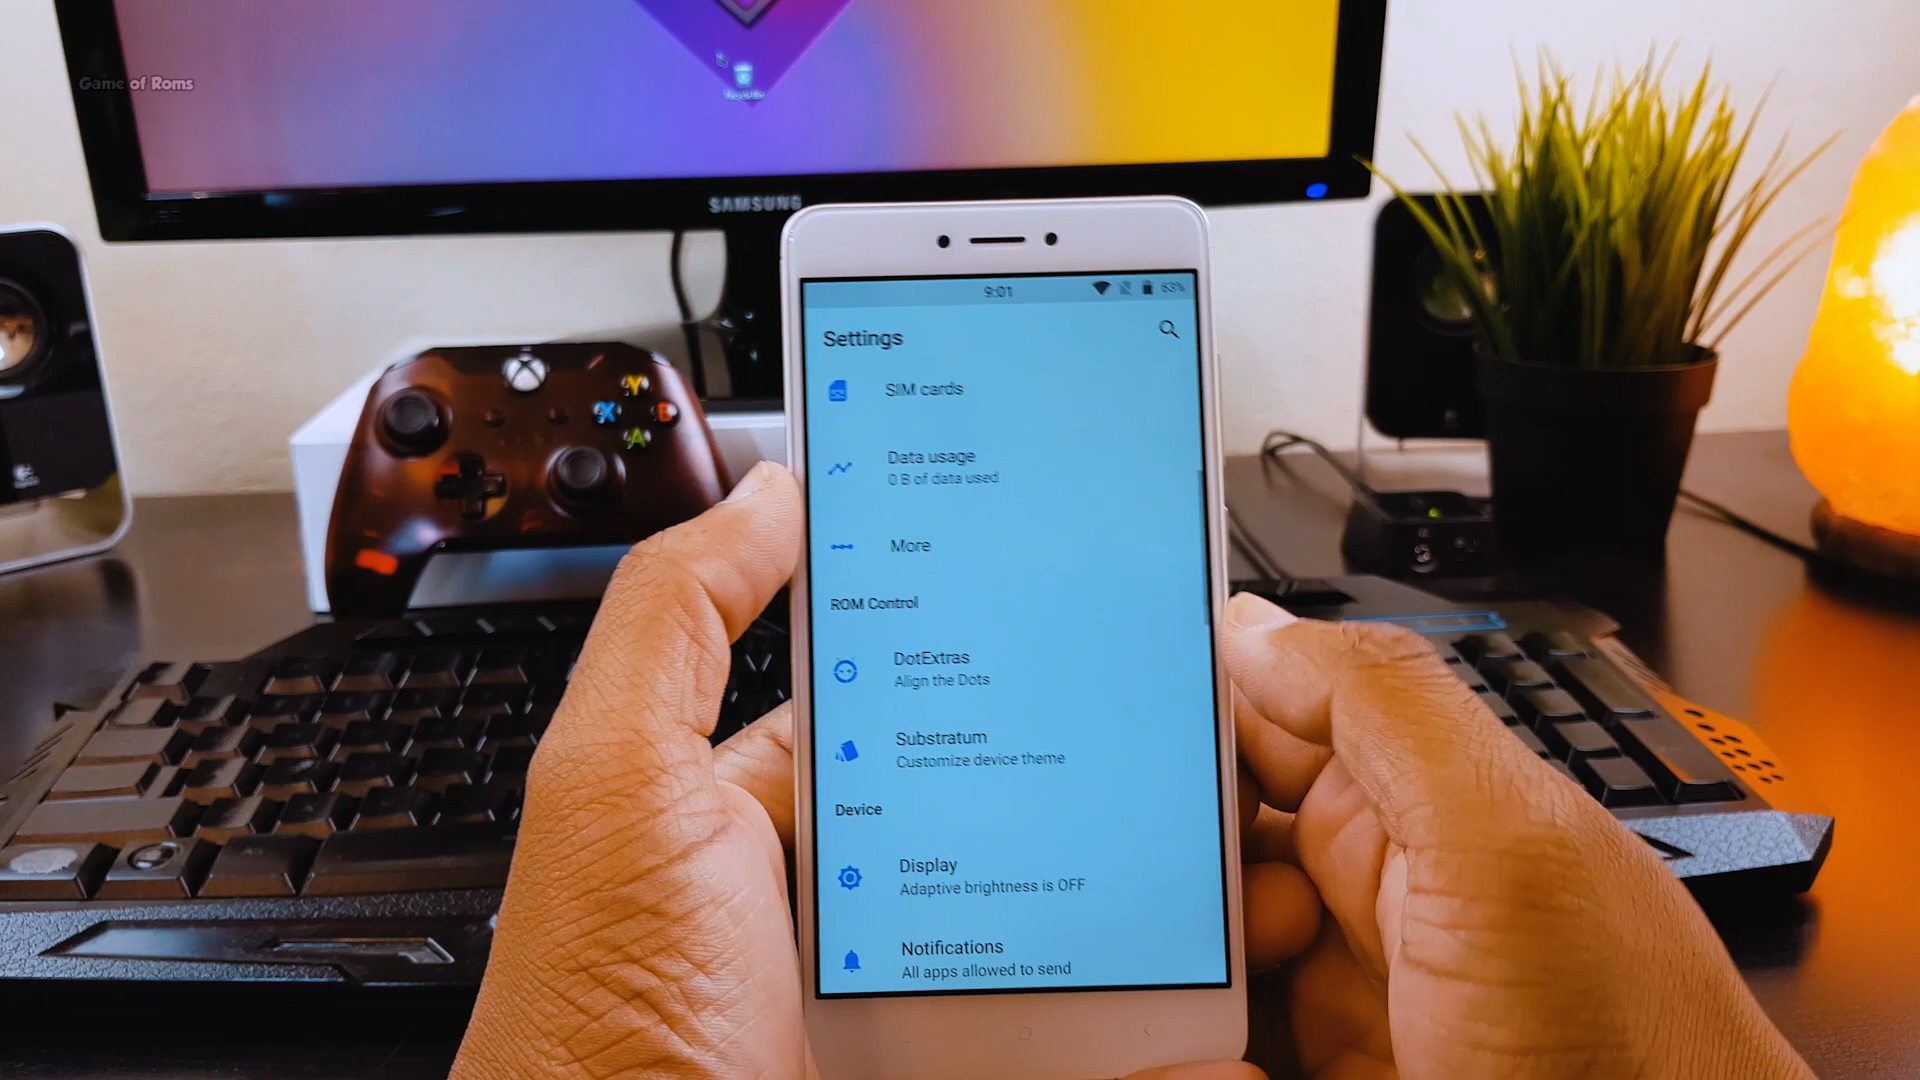 Game of Roms
SAMSUNG
9:01
63%
Settings
SIM cards
Data usage
0 B of data used
More
ROM Control
DotExtras
Align the Dots
Substratum
Customize device theme
Device
Display
Adaptive brightness is OFF
Notifications
All apps allowed to send
Y
X
B
A